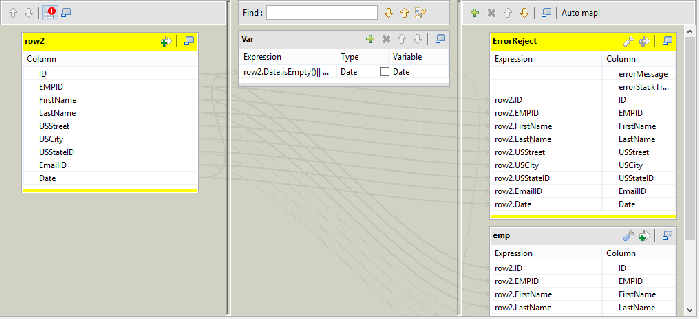 Find :
Auto map!
row2
Column
ID
EMPID
FirstName
LastName
USStreet
USCity
USStateID
EmailID
Date
Var
Expression Type Variable
row2.Date.isEmpty()|| ... Date Date
ErrorReject
Expression Column
errorMessage
errorStackTr...
row2.ID ID
row2.EMPID EMPID
row2.FirstName FirstName
row2.LastName LastName
row2.USStreet USStreet
row2.USCity USCity
row2.USStateID USStateID
row2.EmailID EmailID
row2.Date Date
emp
Expression Column
row2.ID ID
row2.EMPID EMPID
row2.FirstName FirstName
row2.LastName LastName